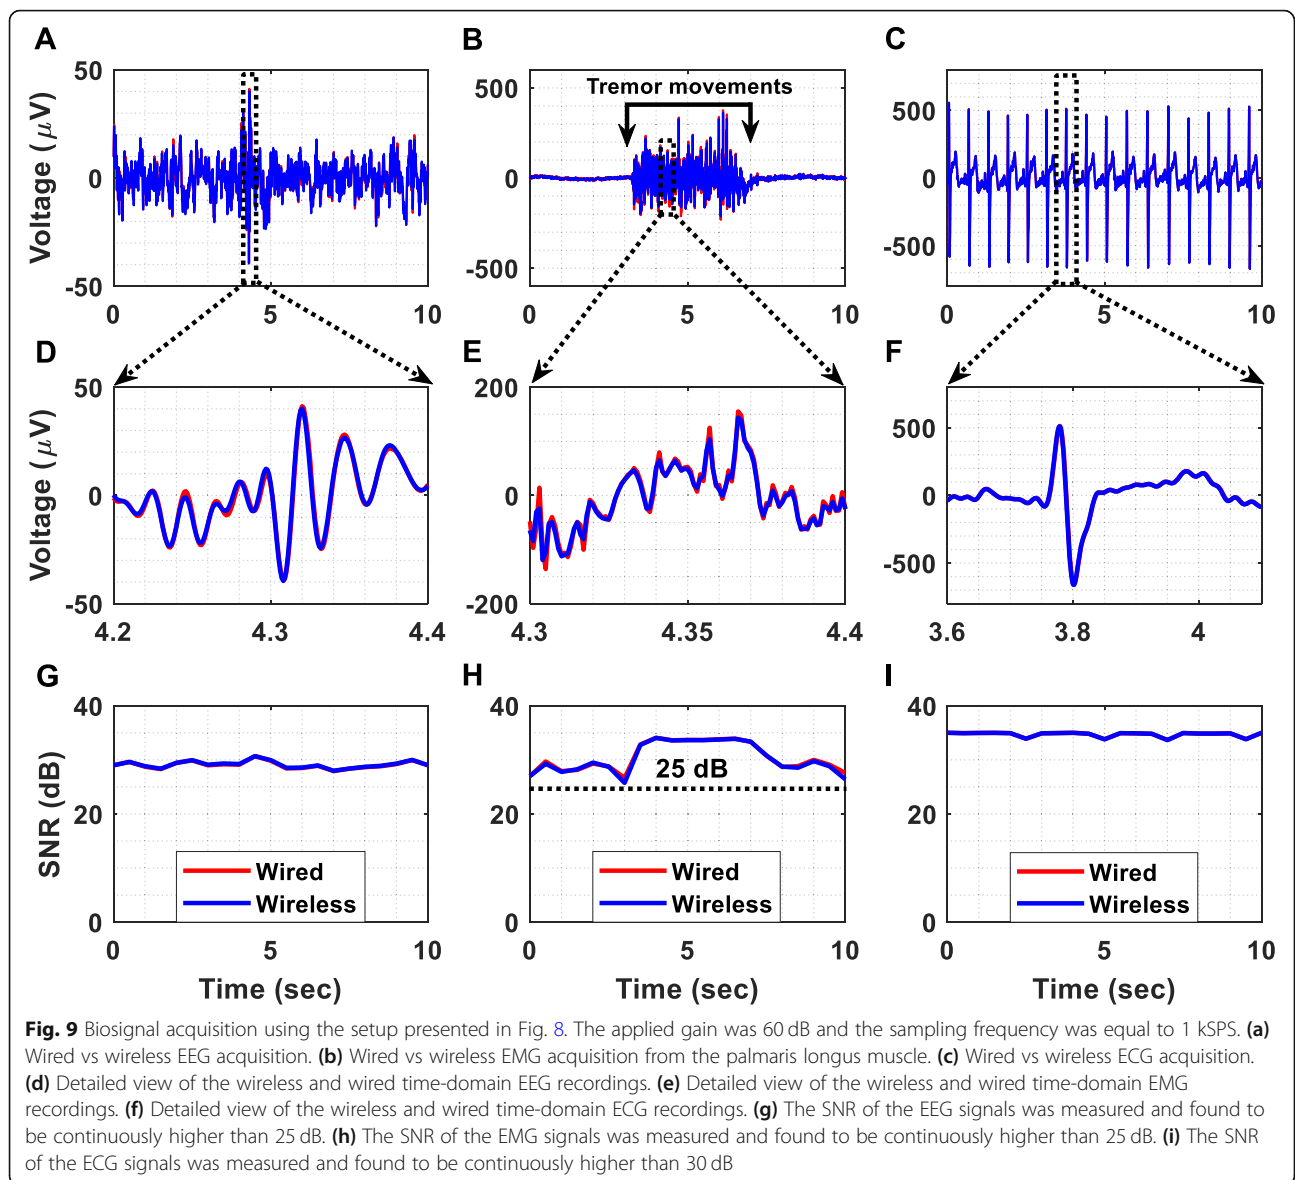 A
B
C
50
0
-50
0
5
10
Voltage (μV)
Tremor movements
500
0
-500
0
5
10
500
0
-500
0
5
10
D
E
F
50
0
-50
4.2
4.3
4.4
Voltage (μV)
200
0
-200
4.3
4.35
4.4
500
0
-500
3.6
3.8
4
G
H
I
40
20
0
0
5
10
SNR (dB)
Wired
Wireless
Time (sec)
40
20
0
0
5
10
25 dB
Wired
Wireless
Time (sec)
40
20
0
0
5
10
Wired
Wireless
Time (sec)
Fig. 9 Biosignal acquisition using the setup presented in Fig. 8. The applied gain was 60 dB and the sampling frequency was equal to 1 kSPS. (a)
Wired vs wireless EEG acquisition. (b) Wired vs wireless EMG acquisition from the palmaris longus muscle. (c) Wired vs wireless ECG acquisition.
(d) Detailed view of the wireless and wired time-domain EEG recordings. (e) Detailed view of the wireless and wired time-domain EMG
recordings. (f) Detailed view of the wireless and wired time-domain ECG recordings. (g) The SNR of the EEG signals was measured and found to
be continuously higher than 25 dB. (h) The SNR of the EMG signals was measured and found to be continuously higher than 25 dB. (i) The SNR
of the ECG signals was measured and found to be continuously higher than 30 dB